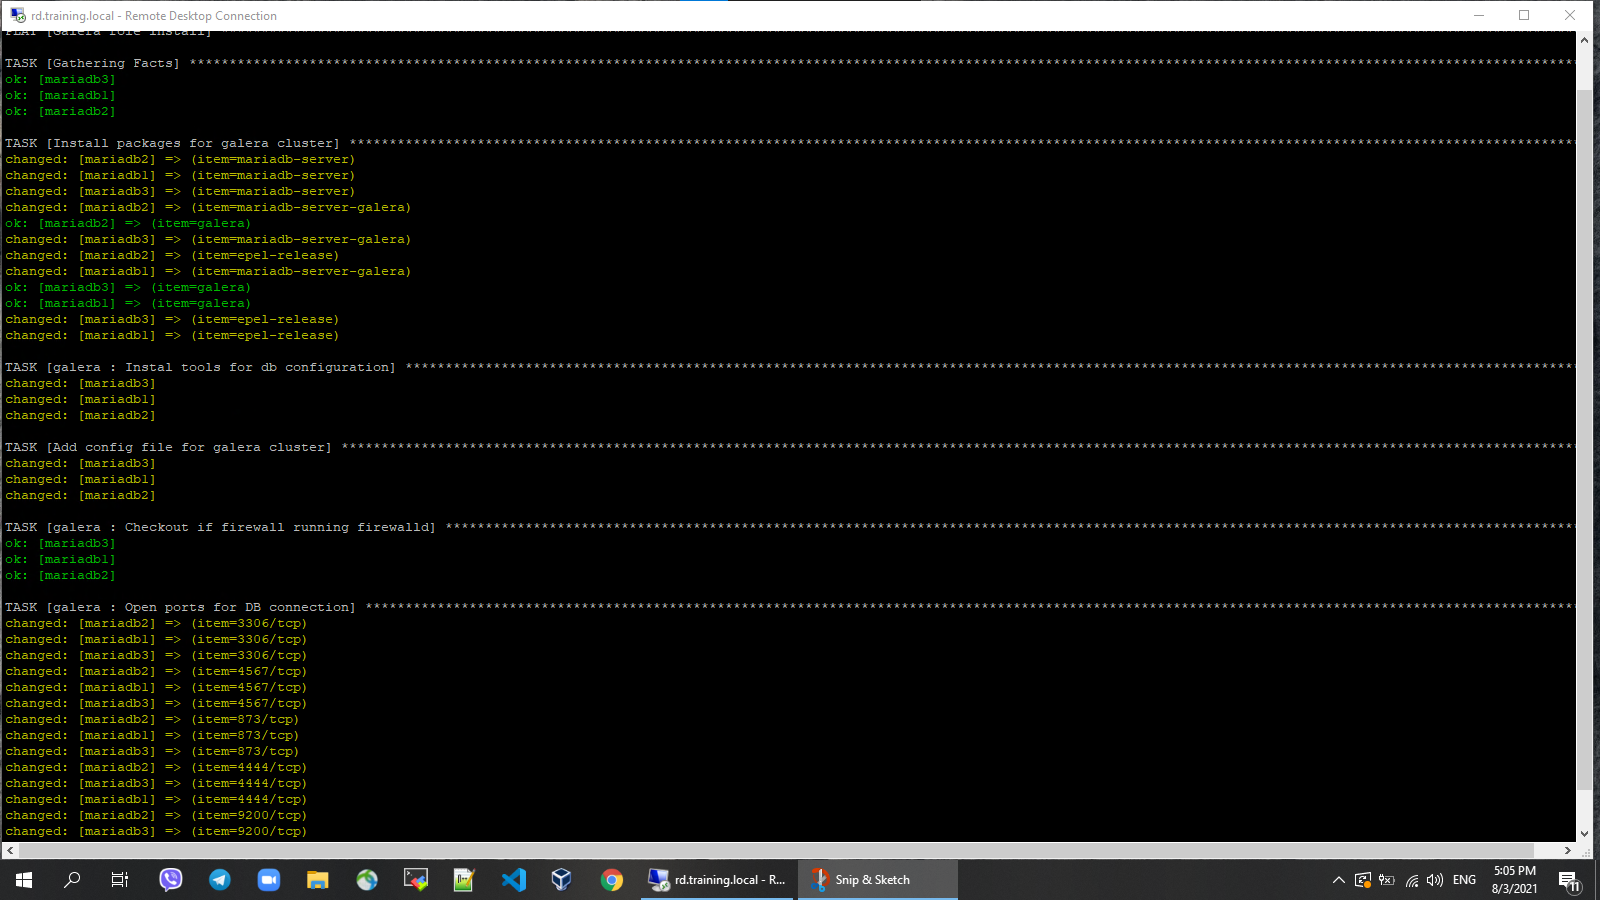 rd.training.local - Remote Desktop Connection
PLAY [Galera role install]
TASK [Gathering Facts] ****************************************************************************************************************************************************************************
ok: [mariadb3]
ok: [mariadb1]
ok: [mariadb2]
TASK [Install packages for galera cluster] ********************************************************************************************************************************************************
changed: [mariadb2] => (item=mariadb-server)
changed: [mariadb1] => (item=mariadb-server)
changed: [mariadb3] => (item=mariadb-server)
changed: [mariadb2] => (item=mariadb-server-galera)
ok: [mariadb2] => (item=galera)
changed: [mariadb3] => (item=mariadb-server-galera)
changed: [mariadb2] => (item=epel-release)
changed: [mariadb1] => (item=mariadb-server-galera)
ok: [mariadb3] => (item=galera)
ok: [mariadb1] => (item=galera)
changed: [mariadb3] => (item=epel-release)
changed: [mariadb1] => (item=epel-release)
TASK [galera : Instal tools for db configuration] *************************************************************************************************************************************************
changed: [mariadb3]
changed: [mariadb1]
changed: [mariadb2]
TASK [Add config file for galera cluster] *********************************************************************************************************************************************************
changed: [mariadb3]
changed: [mariadb1]
changed: [mariadb2]
TASK [galera : Checkout if firewall running firewalld] ********************************************************************************************************************************************
ok: [mariadb3]
ok: [mariadb1]
ok: [mariadb2]
TASK [galera : Open ports for DB connection] ******************************************************************************************************************************************************
changed: [mariadb2] => (item=3306/tcp)
changed: [mariadb1] => (item=3306/tcp)
changed: [mariadb3] => (item=3306/tcp)
changed: [mariadb2] => (item=4567/tcp)
changed: [mariadb1] => (item=4567/tcp)
changed: [mariadb3] => (item=4567/tcp)
changed: [mariadb2] => (item=873/tcp)
changed: [mariadb1] => (item=873/tcp)
changed: [mariadb3] => (item=873/tcp)
changed: [mariadb2] => (item=4444/tcp)
changed: [mariadb3] => (item=4444/tcp)
changed: [mariadb1] => (item=4444/tcp)
changed: [mariadb2] => (item=9200/tcp)
changed: [mariadb3] => (item=9200/tcp)
rd.training.local - R...
Snip & Sketch
ENG
5:05 PM
8/3/2021
11